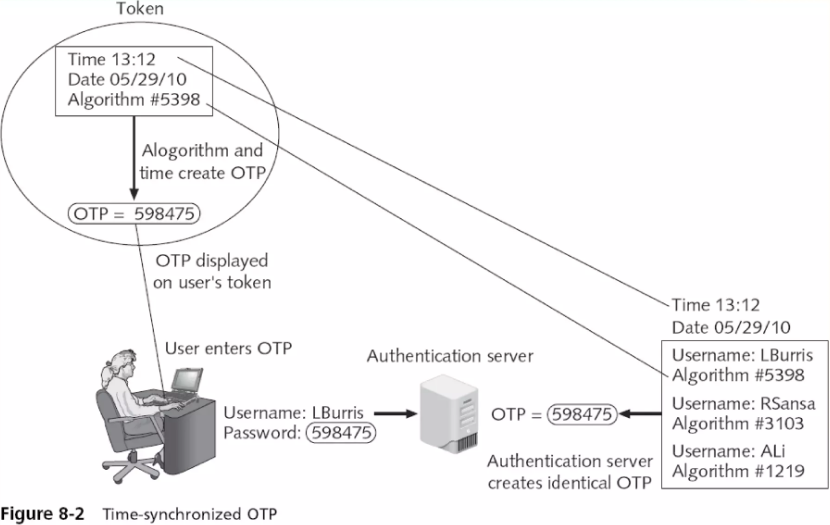 Token
Time 13:12
Date 05/29/10
Algorithm #5398
Alogorithm and
time create OTP
OTP = 598475
OTP displayed
on user's token
User enters OTP
Username: LBurris
Password: 598475
Authentication server
OTP = 598475
Authentication server
creates identical OTP
Time 13:12
Date 05/29/10
Username: LBurris
Algorithm #5398
Username: RSansa
Algorithm #3103
Username: ALi
Algorithm #1219
Figure 8-2 Time-synchronized OTP